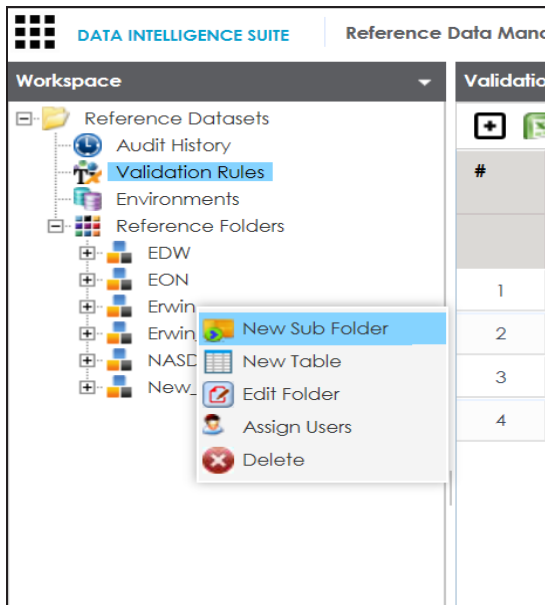 DATA INTELLIGENCE SUITE
Reference Data Mana
Workspace
Validatio
Reference Datasets
Audit History
Validation Rules
#
Environments
Reference Folders
EDW
EON
1
Erwin
New Sub Folder
Erwin_
2
New Table
NASD
3
Edit Folder
New_
Assign Users
4
Delete